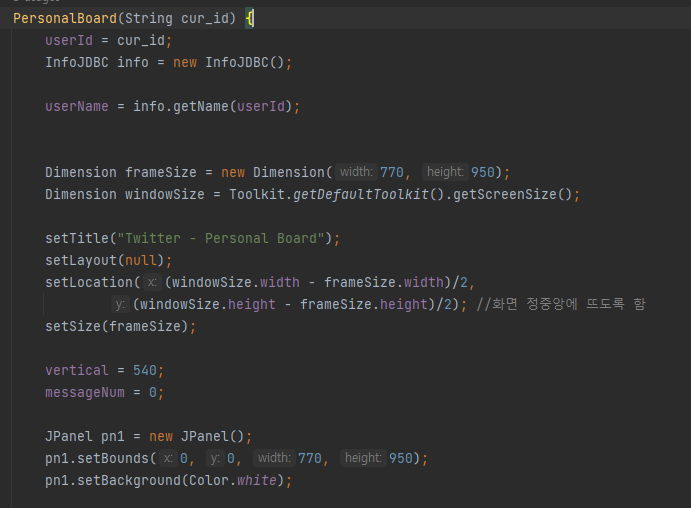 PersonalBoard(String cur_id) {
userId = cur_id;
InfoJDBC info = new InfoJDBC();
userName = info.getName(userId);
Dimension frameSize = new Dimension( width: 770, height: 950);
Dimension windowSize = Toolkit.getDefaultToolkit().getScreenSize();
setTitle("Twitter - Personal Board");
setLayout(null);
setLocation( x: (windowSize.width - frameSize.width)/2,
y: (windowSize.height - frameSize.height)/2); //화면 정중앙에 뜨도록 함
setSize(frameSize);
vertical = 540;
messageNum = 0;
JPanel pn1 = new JPanel();
pn1.setBounds( x: 0, y: 0, width: 770, height: 950);
pn1.setBackground(Color.white);